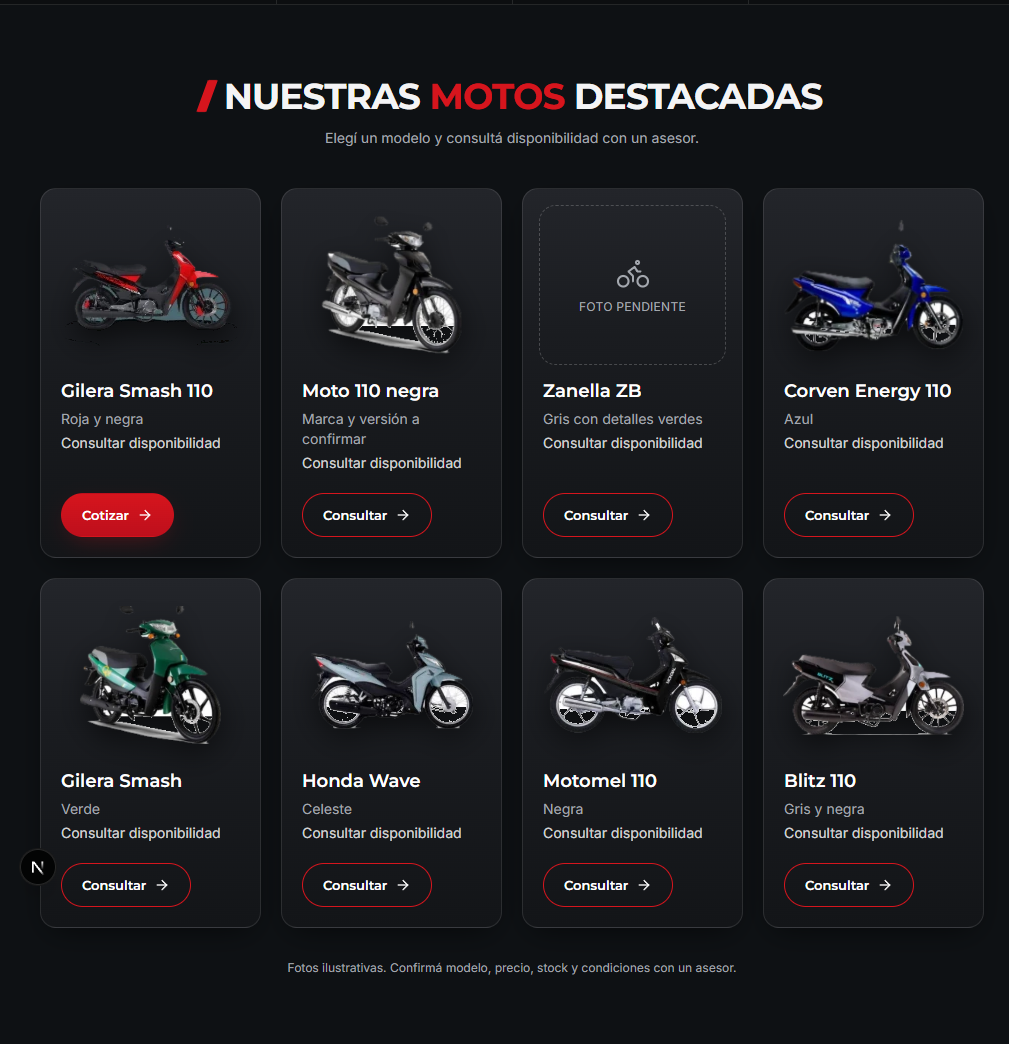 NUESTRAS MOTOS DESTACADAS
Elegí un modelo y consultá disponibilidad con un asesor.
Gilera Smash 110
Roja y negra
Consultar disponibilidad
Cotizar →
Moto 110 negra
Marca y versión a
confirmar
Consultar disponibilidad
Consultar →
FOTO PENDIENTE
Zanella ZB
Gris con detalles verdes
Consultar disponibilidad
Consultar →
Corven Energy 110
Azul
Consultar disponibilidad
Consultar →
Gilera Smash
Verde
Consultar disponibilidad
Consultar →
Honda Wave
Celeste
Consultar disponibilidad
Consultar →
Motomel 110
Negra
Consultar disponibilidad
Consultar →
BLITZ
Blitz 110
Gris y negra
Consultar disponibilidad
Consultar →
N
Fotos ilustrativas. Confirmá modelo, precio, stock y condiciones con un asesor.